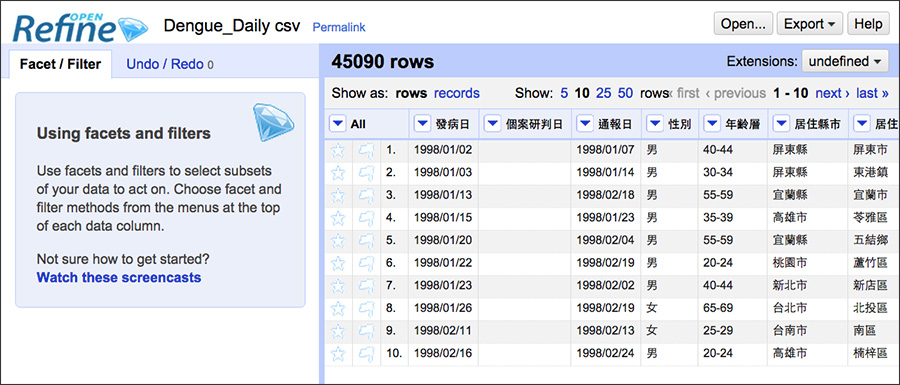 OPEN
Refine
Dengue_Daily csv Permalink
Open... Export Help
Facet / Filter Undo / Redo 0
45090 rows
Extensions: undefined
Show as: rows records Show: 5 10 25 50 rows ‹ first ‹ previous 1 - 10 next › last »
Using facets and filters
Use facets and filters to select subsets
of your data to act on. Choose facet and
filter methods from the menus at the top
of each data column.
Not sure how to get started?
Watch these screencasts
All 發病日 個案研判日 通報日 性別 年齡層 居住縣市 居住
1. 1998/01/02 1998/01/07 男 40-44 屏東縣 屏東市
2. 1998/01/03 1998/01/14 男 30-34 屏東縣 東港鎮
3. 1998/01/13 1998/02/18 男 55-59 宜蘭縣 宜蘭市
4. 1998/01/15 1998/01/23 男 35-39 高雄市 苓雅區
5. 1998/01/20 1998/02/04 男 55-59 宜蘭縣 五結鄉
6. 1998/01/22 1998/02/19 男 20-24 桃園市 蘆竹區
7. 1998/01/23 1998/02/02 男 40-44 新北市 新店區
8. 1998/01/26 1998/02/19 女 65-69 台北市 北投區
9. 1998/02/11 1998/02/13 女 25-29 台南市 南區
10. 1998/02/16 1998/02/24 男 20-24 高雄市 楠梓區